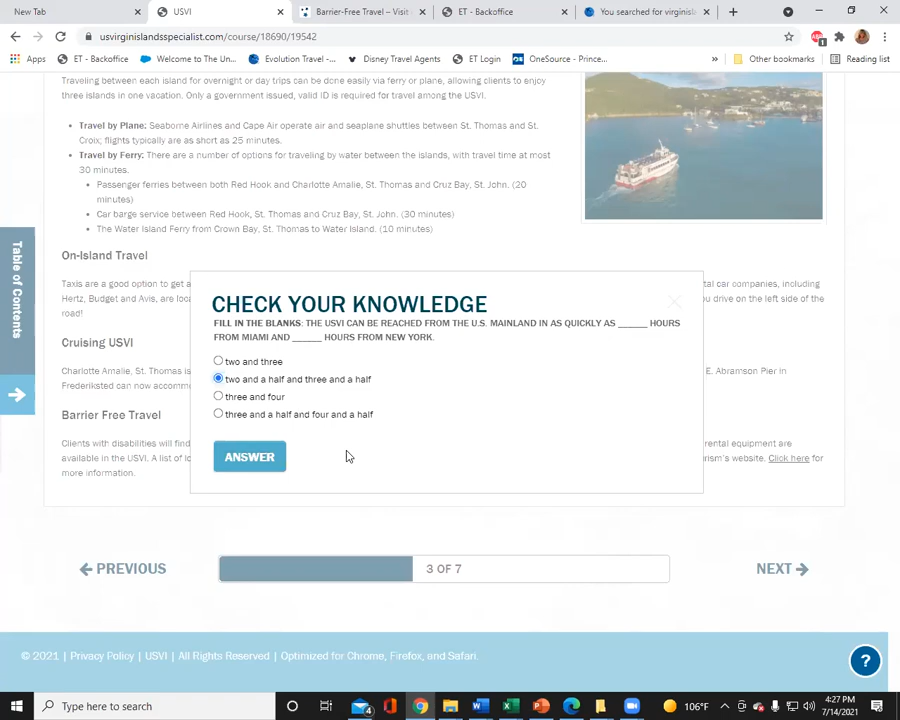 New Tab
USVI
Barrier-Free Travel – Visit
ET - Backoffice
You searched for virginisl
usvirginislandsspecialist.com/course/18690/19542
Apps
ET - Backoffice
Welcome to The Un...
Evolution Travel -...
Disney Travel Agents
ET Login
OneSource - Prince...
»
Other bookmarks
Reading list
Traveling between each island for overnight or day trips can be done easily via ferry or plane, allowing clients to enjoy
three islands in one vacation. Only a government issued, valid ID is required for travel among the USVI.
• Travel by Plane: Seaborne Airlines and Cape Air operate air and seaplane shuttles between St. Thomas and St.
Croix; flights typically are as short as 25 minutes.
• Travel by Ferry: There are a number of options for traveling by water between the islands, with travel time at most
30 minutes.
• Passenger ferries between both Red Hook and Charlotte Amalie, St. Thomas and Cruz Bay, St. John. (20
minutes)
• Car barge service between Red Hook, St. Thomas and Cruz Bay, St. John. (30 minutes)
• The Water Island Ferry from Crown Bay, St. Thomas to Water Island. (10 minutes)
Table of Contents
On-Island Travel
Taxis are a good option to get a
car companies, including
Hertz, Budget and Avis, are loc
ou drive on the left side of the
road!
Cruising USVI
Charlotte Amalie, St. Thomas is
E. Abramson Pier in
Frederiksted can now accommod
Barrier Free Travel
Clients with disabilities will find
rental equipment are
available in the USVI. A list of lo
rism's website. Click here for
more information.
CHECK YOUR KNOWLEDGE
FILL IN THE BLANKS: THE USVI CAN BE REACHED FROM THE U.S. MAINLAND IN AS QUICKLY AS ______ HOURS
FROM MIAMI AND ______ HOURS FROM NEW YORK.
two and three
two and a half and three and a half
three and four
three and a half and four and a half
ANSWER
PREVIOUS
3 OF 7
NEXT
© 2021 | Privacy Policy | USVI | All Rights Reserved | Optimized for Chrome, Firefox, and Safari.
?
Type here to search
4
106°F
4:27 PM
7/14/2021